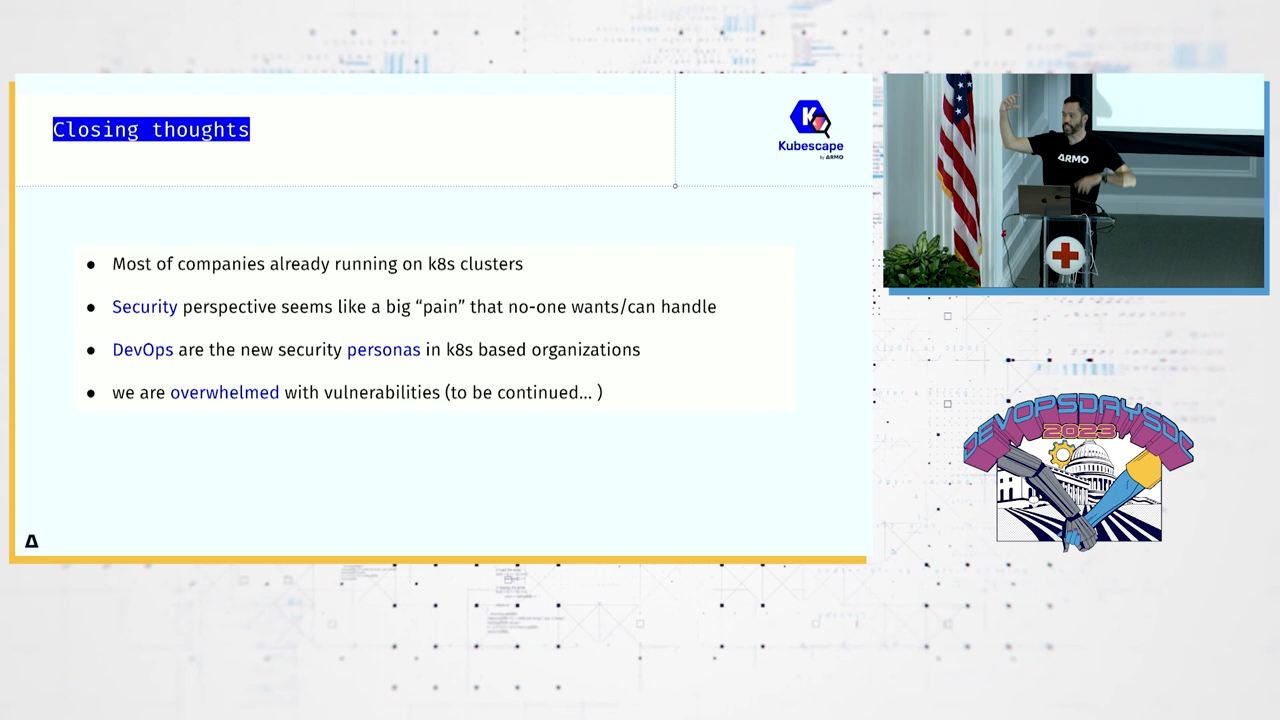 Closing thoughts
Kubescape
by ARMO
Most of companies already running on k8s clusters
Security perspective seems like a big “pain” that no-one wants/can handle
DevOps are the new security personas in k8s based organizations
we are overwhelmed with vulnerabilities (to be continued... )
ARMO
DEVOPSDAYSDC
2023